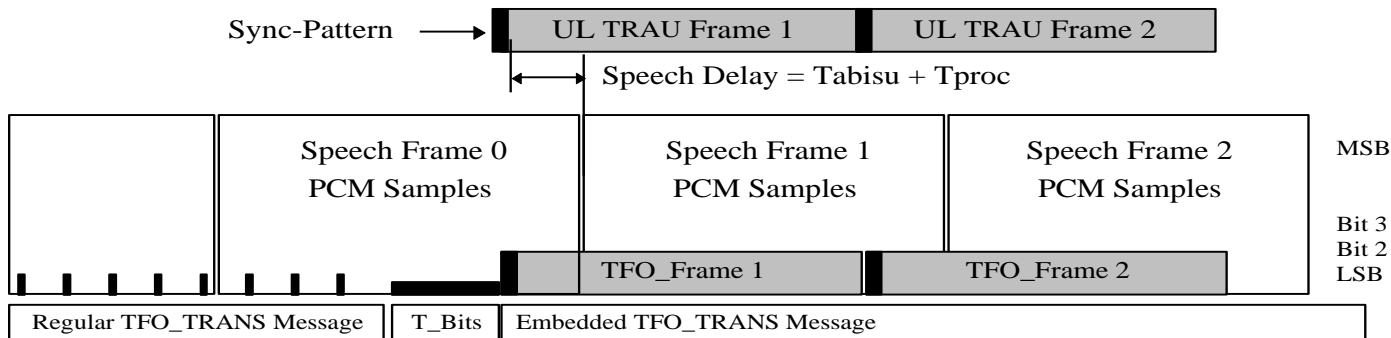 Sync-Pattern UL TRAU Frame 1 UL TRAU Frame 2
Speech Delay = Tabisu + Tproc
Speech Frame 0 Speech Frame 1 Speech Frame 2 MSB
PCM Samples PCM Samples PCM Samples
Bit 3
Bit 2
TFO_Frame 1 TFO_Frame 2 LSB
Regular TFO_TRANS Message T_Bits Embedded TFO_TRANS Message